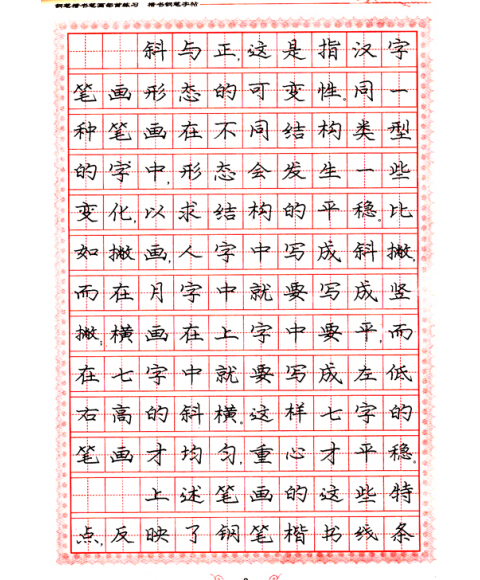 钢笔楷书笔画部首练习 楷书钢笔字帖
斜与正,这是指汉字
笔画形态的可变性。同一
种笔画在不同结构类型
的字中,形态会发生一些
变化,以求结构的平稳。比
如撇画,人字中写成斜撇,
而在月字中就要写成竖
撇;横画在上字中要平,而
在七字中就要写成左低
右高的斜横。这样七字的
笔画才均匀,重心才平稳。
上述笔画的这些特
点,反映了钢笔楷书线条